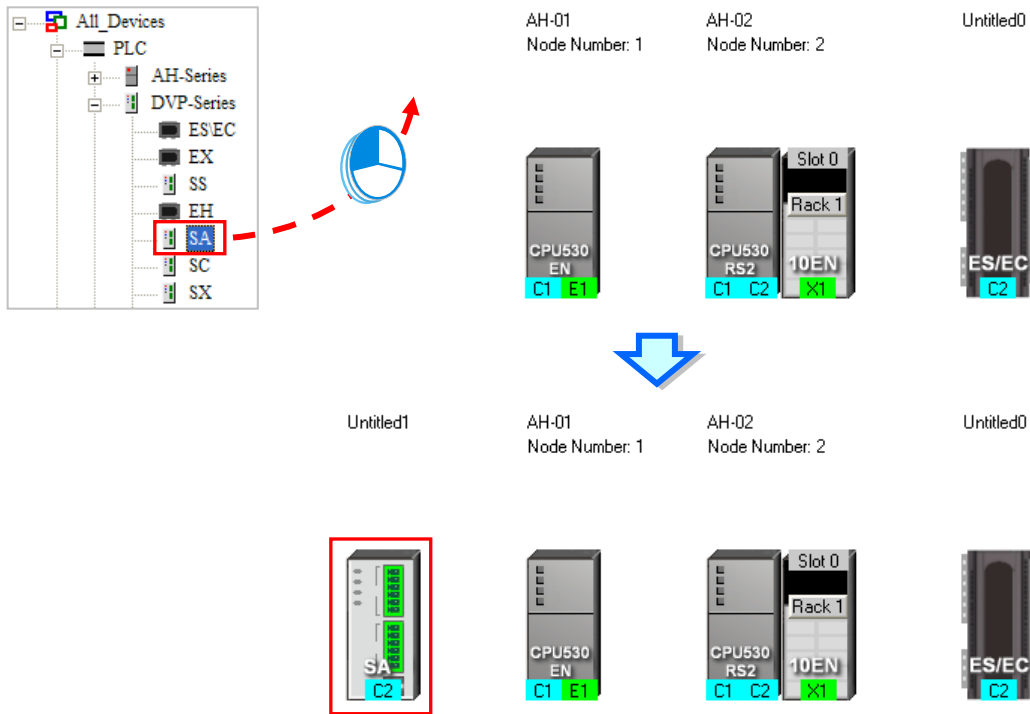 All_Devices
PLC
AH-Series
DVP-Series
ES\EC
EX
SS
EH
SA
SC
SX
AH-01
Node Number: 1
AH-02
Node Number: 2
Untitled0
CPU530
EN
C1 E1
CPU530
RS2
C1 C2
Slot 0
Rack 1
10EN
X1
ES/EC
C2
Untitled1
AH-01
Node Number: 1
AH-02
Node Number: 2
Untitled0
SA
C2
CPU530
EN
C1 E1
CPU530
RS2
C1 C2
Slot 0
Rack 1
10EN
X1
ES/EC
C2